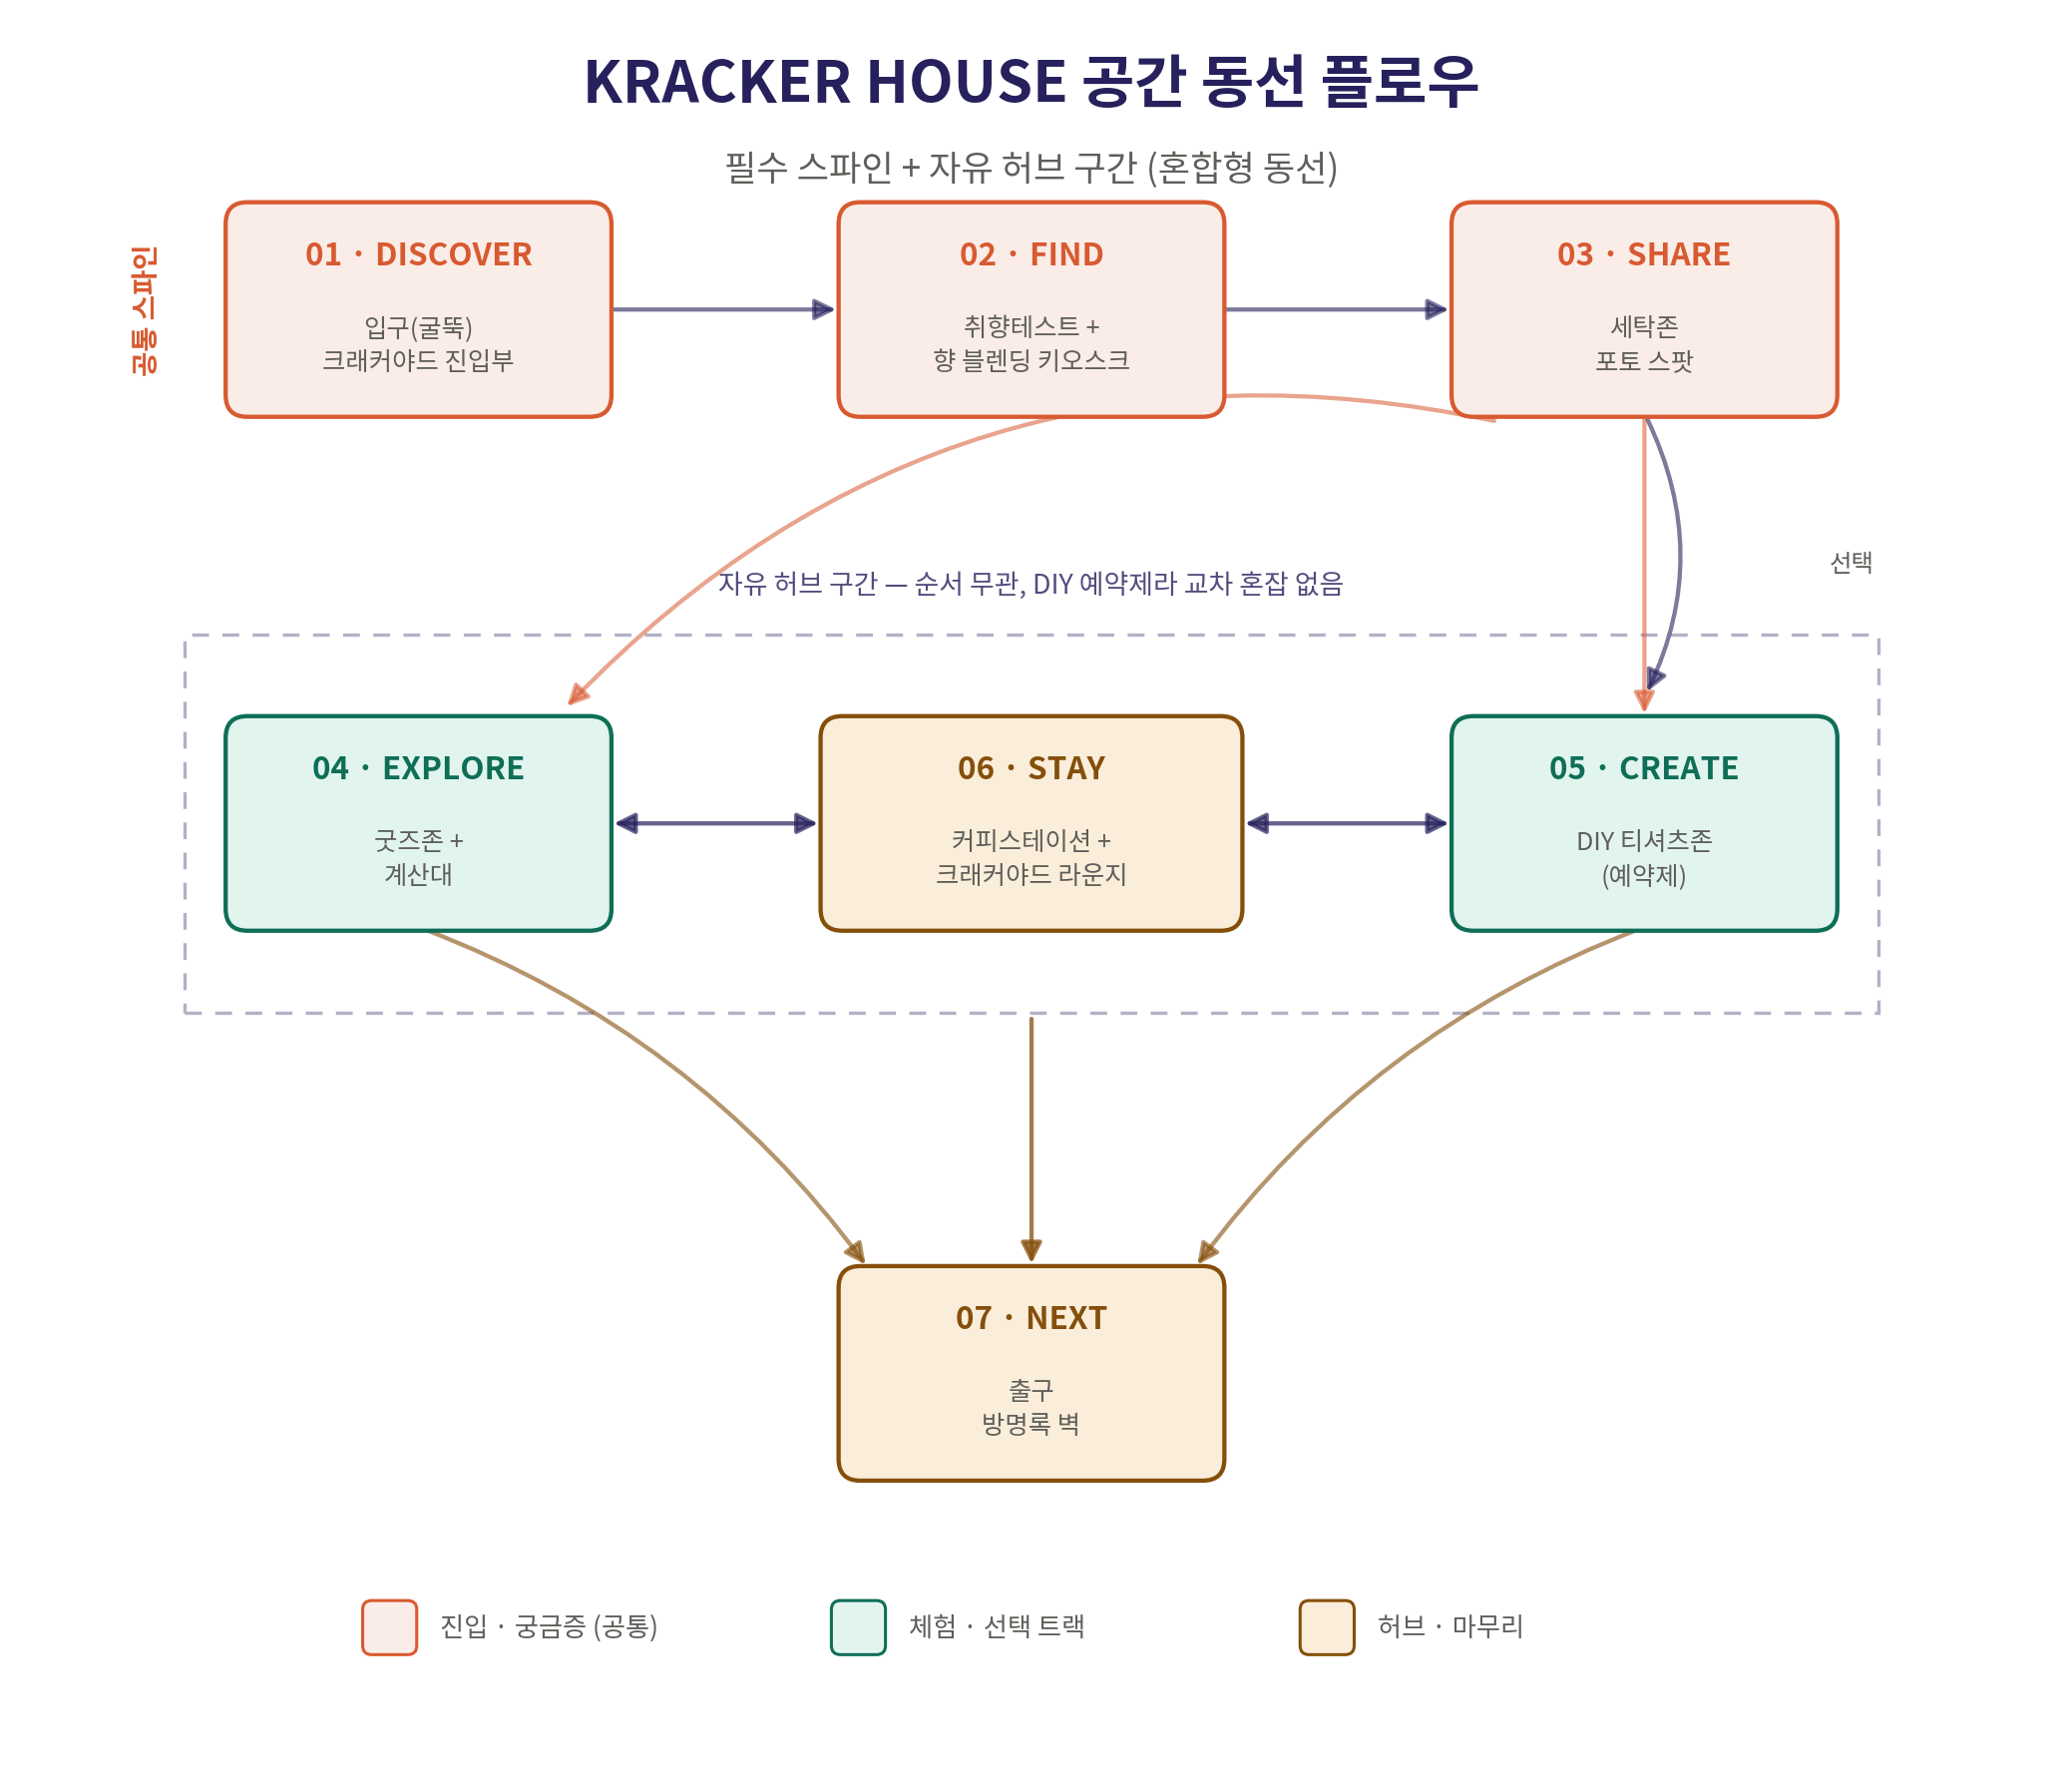 KRACKER HOUSE 공간 동선 플로우
필수 스파인 + 자유 허브 구간 (혼합형 동선)
공통 스파인
01 · DISCOVER
입구(굴뚝)
크래커야드 진입부
02 · FIND
취향테스트 +
향 블렌딩 키오스크
03 · SHARE
세탁존
포토 스팟
선택
자유 허브 구간 — 순서 무관, DIY 예약제라 교차 혼잡 없음
04 · EXPLORE
굿즈존 +
계산대
06 · STAY
커피스테이션 +
크래커야드 라운지
05 · CREATE
DIY 티셔츠존
(예약제)
07 · NEXT
출구
방명록 벽
진입 · 궁금증 (공통)
체험 · 선택 트랙
허브 · 마무리